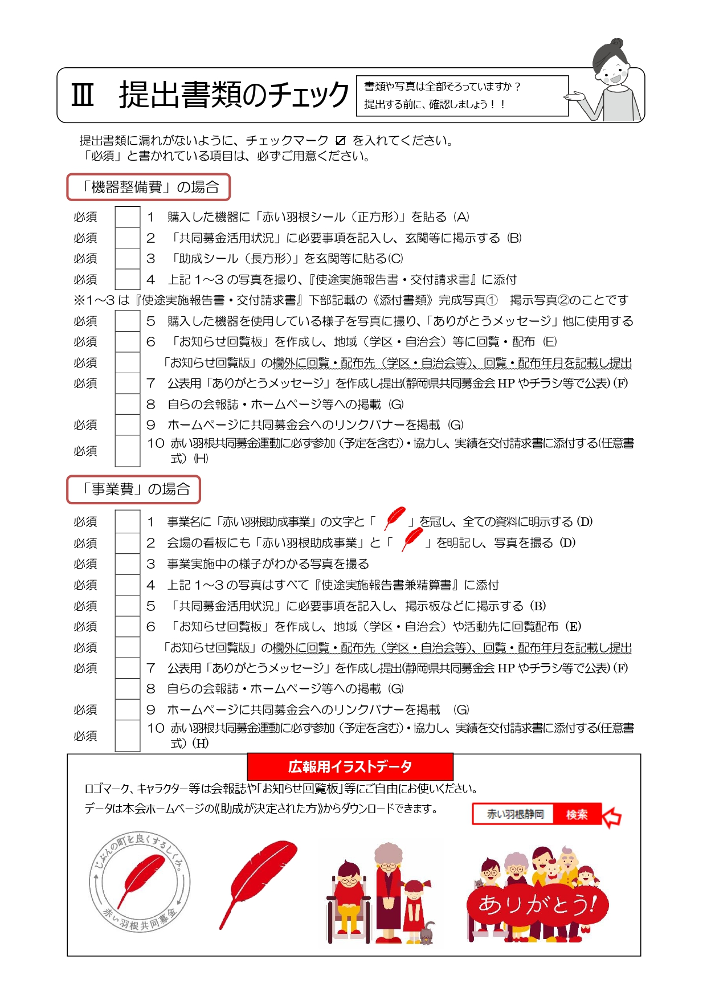 Ⅲ 提出書類のチェック
書類や写真は全部そろっていますか？
提出する前に、確認しましょう！！
提出書類に漏れがないように、チェックマーク ☑ を入れてください。
「必須」と書かれている項目は、必ずご用意ください。
「機器整備費」の場合
必須 1 購入した機器に「赤い羽根シール（正方形）」を貼る（A）
必須 2 「共同募金活用状況」に必要事項を記入し、玄関等に掲示する（B）
必須 3 「助成シール（長方形）」を玄関等に貼る(C)
必須 4 上記1～3の写真を撮り、『使途実施報告書・交付請求書』に添付
※1～3は『使途実施報告書・交付請求書』下部記載の《添付書類》完成写真① 掲示写真②のことです
必須 5 購入した機器を使用している様子を写真に撮り、「ありがとうメッセージ」他に使用する
必須 6 「お知らせ回覧板」を作成し、地域（学区・自治会）等に回覧・配布（E）
必須 「お知らせ回覧版」の欄外に回覧・配布先（学区・自治会等）、回覧・配布年月を記載し提出
必須 7 公表用「ありがとうメッセージ」を作成し提出(静岡県共同募金会HPやチラシ等で公表)（F）
8 自らの会報誌・ホームページ等への掲載（G）
必須 9 ホームページに共同募金会へのリンクバナーを掲載（G）
必須 10 赤い羽根共同募金運動に必ず参加（予定を含む）・協力し、実績を交付請求書に添付する(任意書
式）（H）
「事業費」の場合
必須 1 事業名に「赤い羽根助成事業」の文字と「 」を冠し、全ての資料に明示する（D）
必須 2 会場の看板にも「赤い羽根助成事業」と「 」を明記し、写真を撮る（D）
必須 3 事業実施中の様子がわかる写真を撮る
必須 4 上記1～3の写真はすべて『使途実施報告書兼精算書』に添付
必須 5 「共同募金活用状況」に必要事項を記入し、掲示板などに掲示する（B）
必須 6 「お知らせ回覧板」を作成し、地域（学区・自治会）や活動先に回覧配布（E）
必須 「お知らせ回覧版」の欄外に回覧・配布先（学区・自治会等）、回覧・配布年月を記載し提出
必須 7 公表用「ありがとうメッセージ」を作成し提出(静岡県共同募金会HPやチラシ等で公表)（F）
8 自らの会報誌・ホームページ等への掲載（G）
必須 9 ホームページに共同募金会へのリンクバナーを掲載 （G）
必須 10 赤い羽根共同募金運動に必ず参加（予定を含む）・協力し、実績を交付請求書に添付する(任意書
式）（H）
広報用イラストデータ
ロゴマーク、キャラクター等は会報誌や「お知らせ回覧板」等にご自由にお使いください。
データは本会ホームページの《助成が決定された方》からダウンロードできます。
赤い羽根静岡 検索
じぶんの町を良くするしくみ。
赤い羽根共同募金
ありがとう!